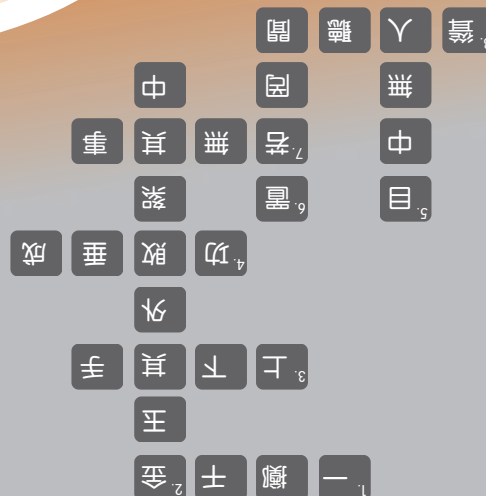 1. 一 擲 千 2. 金
玉
3. 上 下 其 手
外
4. 功 敗 垂 成
5. 目 6. 置 絮
中 7. 若 無 其 事
無 罔 中
8. 聳 人 聽 聞